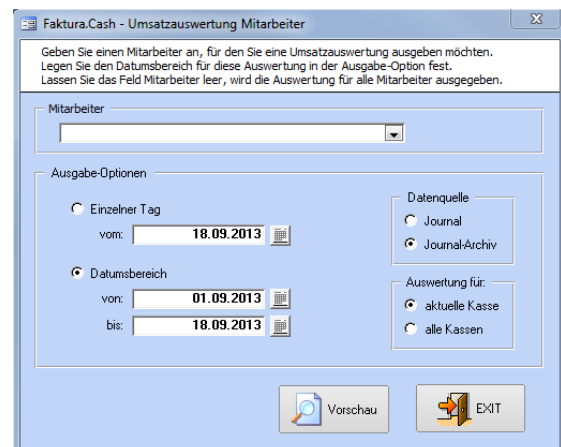 Faktura.Cash - Umsatzauswertung Mitarbeiter
Geben Sie einen Mitarbeiter an, für den Sie eine Umsatzauswertung ausgeben möchten.
Legen Sie den Datumsbereich für diese Auswertung in der Ausgabe-Option fest.
Lassen Sie das Feld Mitarbeiter leer, wird die Auswertung für alle Mitarbeiter ausgegeben.
Mitarbeiter
Ausgabe-Optionen
Einzelner Tag
vom: 18.09.2013
Datumsbereich
von: 01.09.2013
bis: 18.09.2013
Datenquelle
Journal
Journal-Archiv
Auswertung für:
aktuelle Kasse
alle Kassen
Vorschau
EXIT